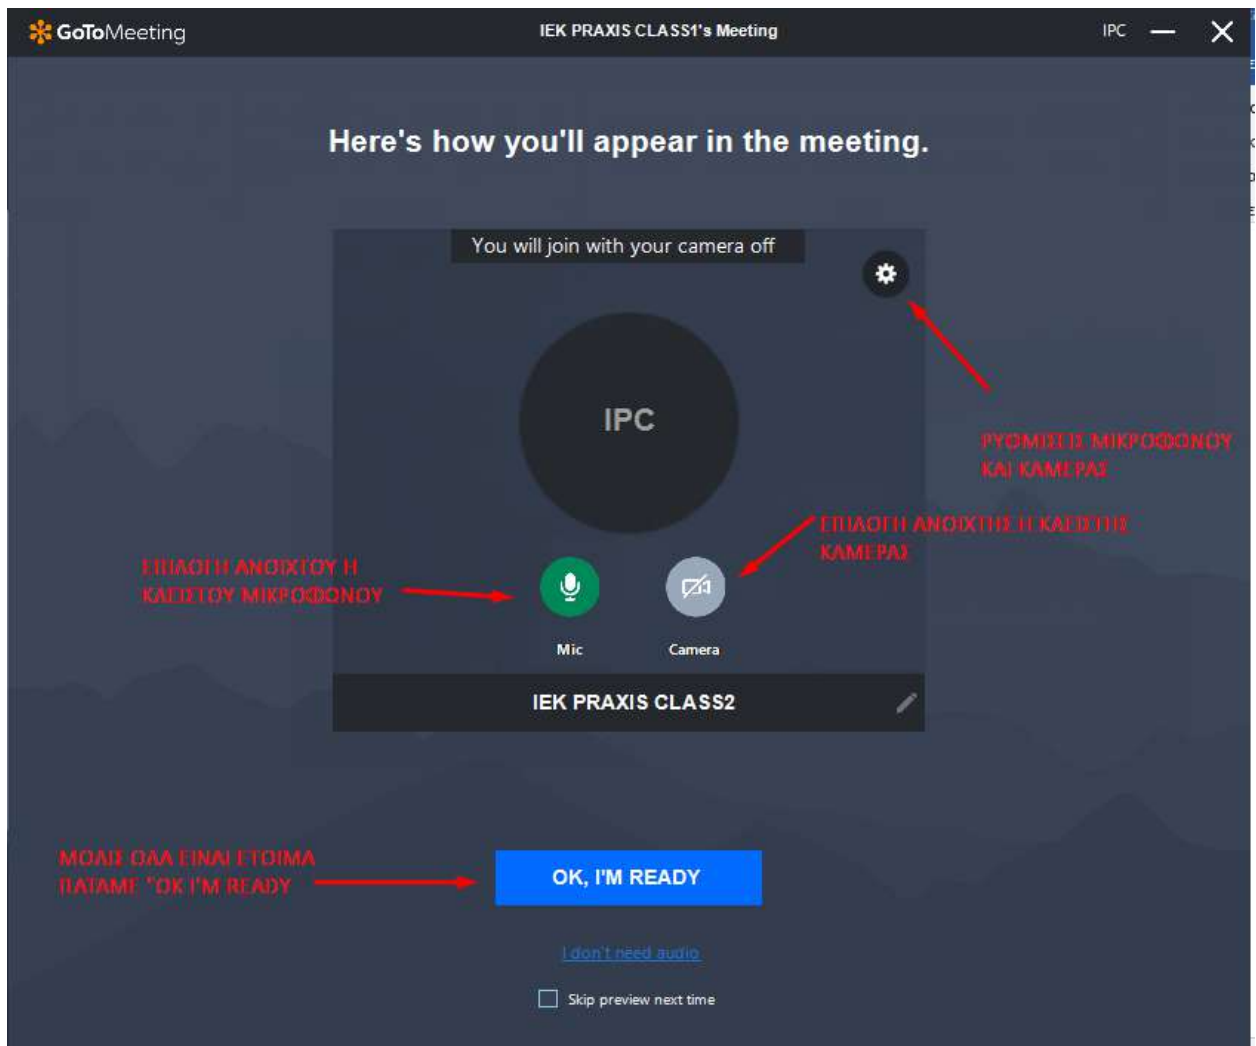 GoToMeeting
IEK PRAXIS CLASS1's Meeting
IPC
Here's how you'll appear in the meeting.
You will join with your camera off
IPC
ΡΥΘΜΙΣΕΙΣ ΜΙΚΡΟΦΟΝΟΥ
ΚΑΙ ΚΑΜΕΡΑΣ
ΕΠΙΛΟΓΗ ΑΝΟΙΧΤΗΣ Η ΚΛΕΙΣΤΗΣ
ΚΑΜΕΡΑΣ
ΕΠΙΛΟΓΗ ΑΝΟΙΧΤΟΥ Η
ΚΛΕΙΣΤΟΥ ΜΙΚΡΟΦΟΝΟΥ
Mic
Camera
IEK PRAXIS CLASS2
ΜΟΛΙΣ ΟΛΑ ΕΙΝΑΙ ΕΤΟΙΜΑ
ΠΑΤΑΜΕ "OK I'M READY
OK, I'M READY
I don't need audio
Skip preview next time